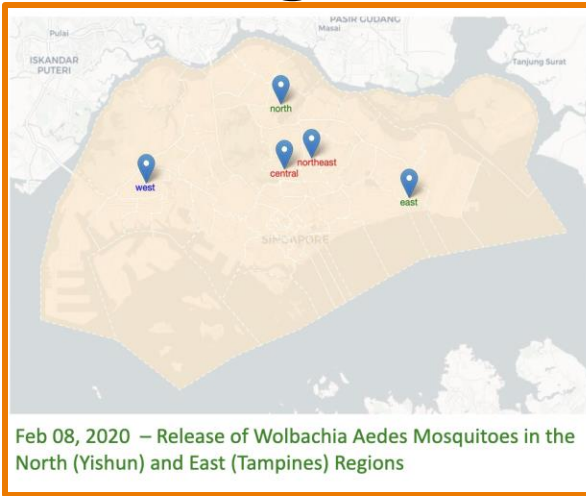 PASIR GUDANG
Masai
Pulai
ISKANDAR
PUTERI
Tanjung Surat
north
northeast
central
west
east
SINGAPORE
Feb 08, 2020 – Release of Wolbachia Aedes Mosquitoes in the
North (Yishun) and East (Tampines) Regions